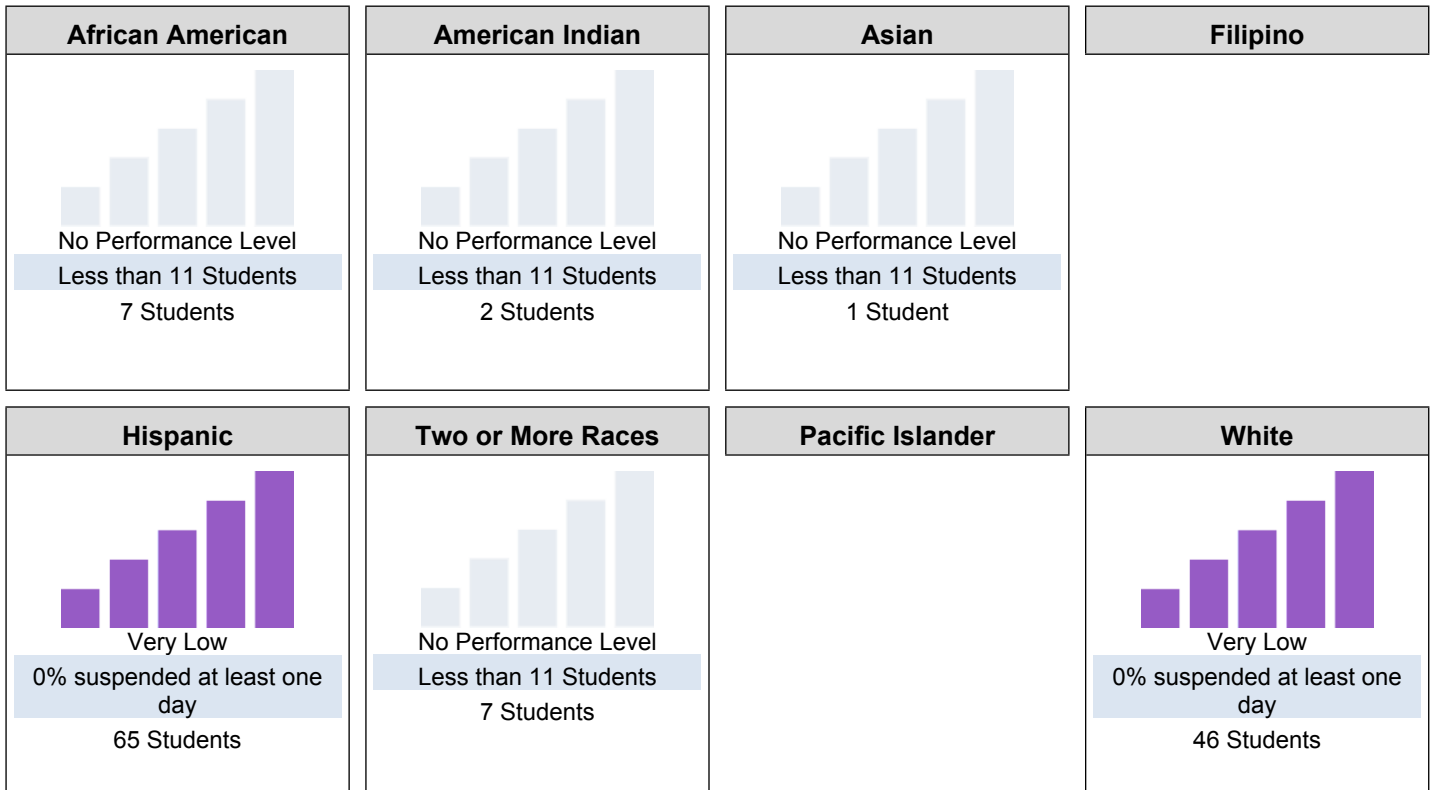 African American
No Performance Level
Less than 11 Students
7 Students
American Indian
No Performance Level
Less than 11 Students
2 Students
Asian
No Performance Level
Less than 11 Students
1 Student
Filipino
Hispanic
Very Low
0% suspended at least one
day
65 Students
Two or More Races
No Performance Level
Less than 11 Students
7 Students
Pacific Islander
White
Very Low
0% suspended at least one
day
46 Students